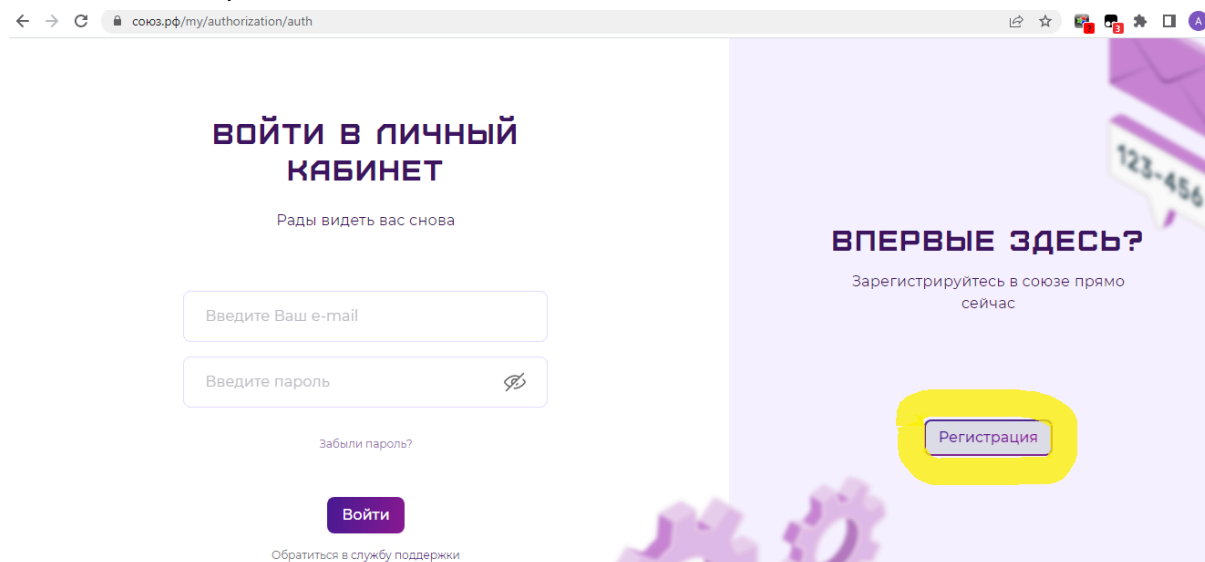 союз.рф/my/authorization/auth
3
A
ВОЙТИ В ЛИЧНЫЙ
КАБИНЕТ
Рады видеть вас снова
Введите Ваш e-mail
Введите пароль
Забыли пароль?
Войти
Обратиться в службу поддержки
123-456
ВПЕРВЫЕ ЗДЕСЬ?
Зарегистрируйтесь в союзе прямо
сейчас
Регистрация